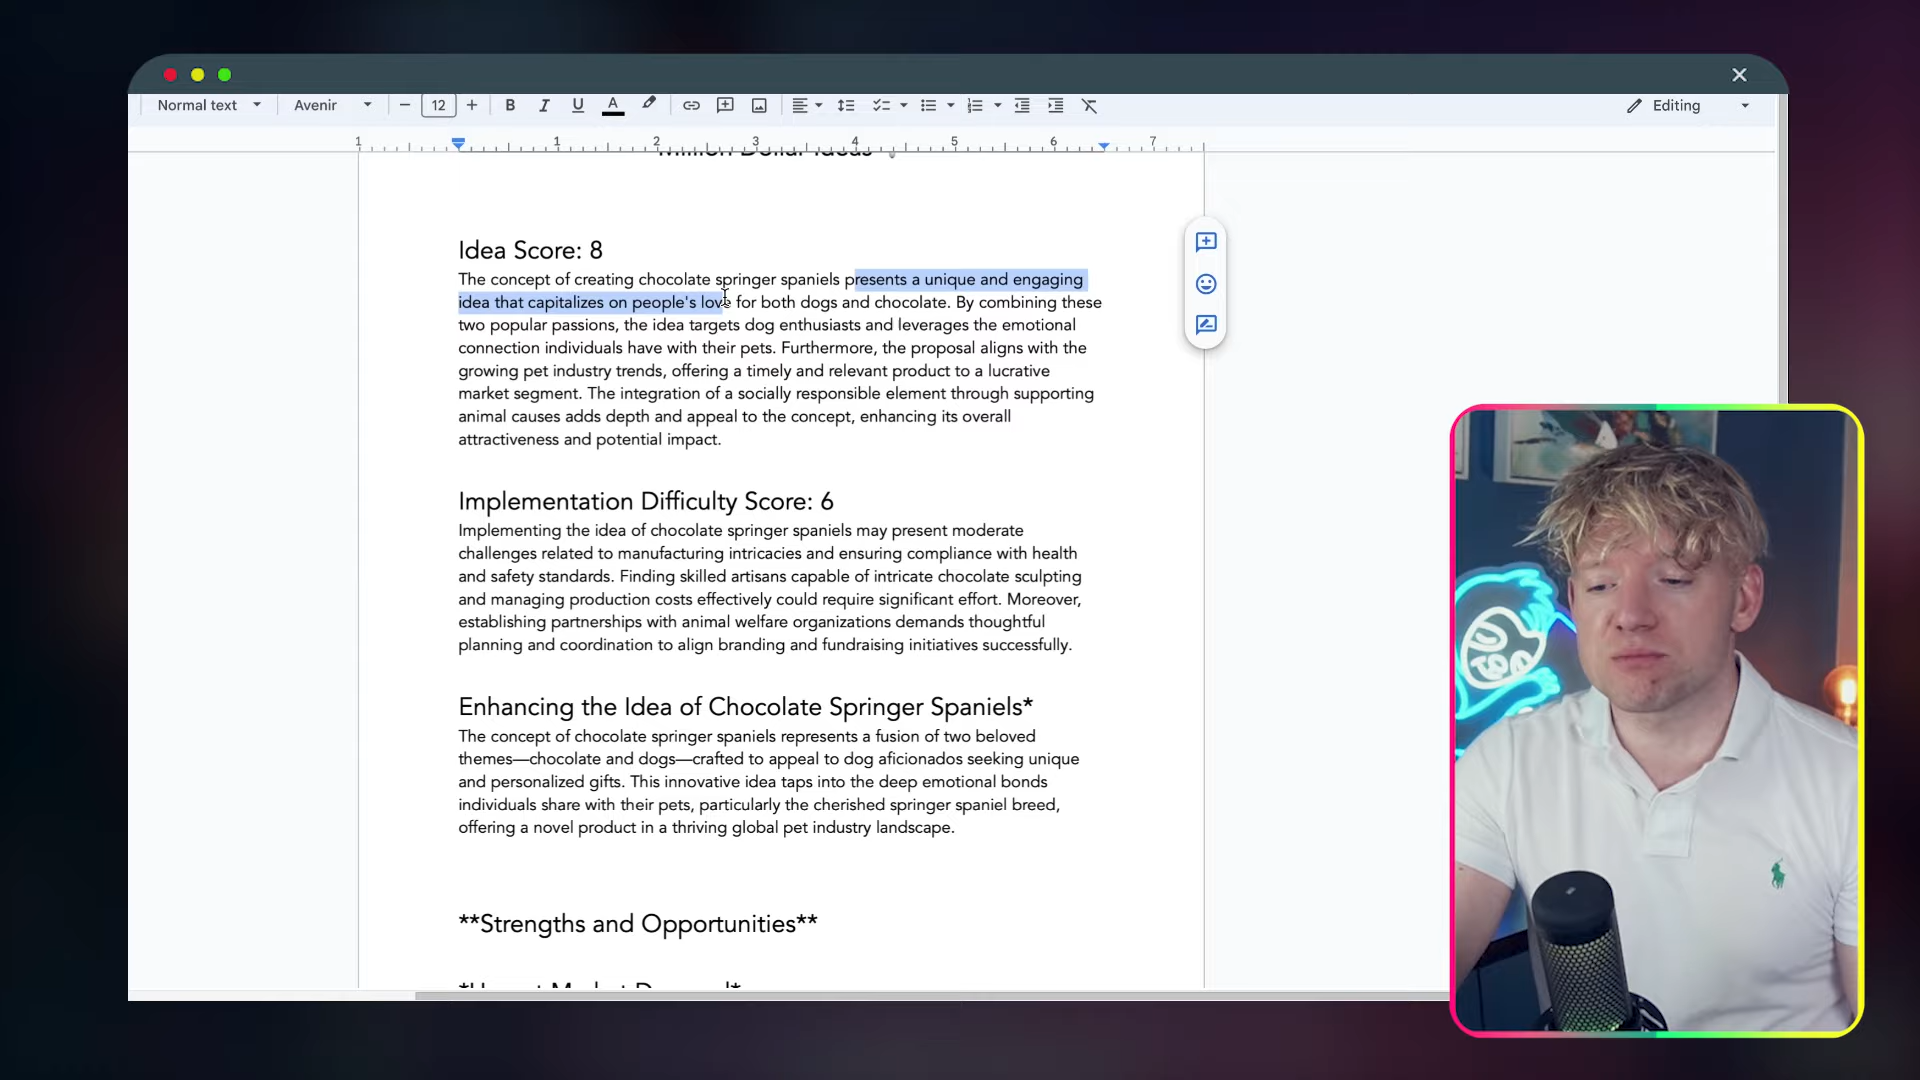 Normal text
Avenir
12
Editing
1 1 2 3 4 5 6 7
Million Dollar Ideas
Idea Score: 8
The concept of creating chocolate springer spaniels presents a unique and engaging
idea that capitalizes on people's love for both dogs and chocolate. By combining these
two popular passions, the idea targets dog enthusiasts and leverages the emotional
connection individuals have with their pets. Furthermore, the proposal aligns with the
growing pet industry trends, offering a timely and relevant product to a lucrative
market segment. The integration of a socially responsible element through supporting
animal causes adds depth and appeal to the concept, enhancing its overall
attractiveness and potential impact.
Implementation Difficulty Score: 6
Implementing the idea of chocolate springer spaniels may present moderate
challenges related to manufacturing intricacies and ensuring compliance with health
and safety standards. Finding skilled artisans capable of intricate chocolate sculpting
and managing production costs effectively could require significant effort. Moreover,
establishing partnerships with animal welfare organizations demands thoughtful
planning and coordination to align branding and fundraising initiatives successfully.
Enhancing the Idea of Chocolate Springer Spaniels*
The concept of chocolate springer spaniels represents a fusion of two beloved
themes—chocolate and dogs—crafted to appeal to dog aficionados seeking unique
and personalized gifts. This innovative idea taps into the deep emotional bonds
individuals share with their pets, particularly the cherished springer spaniel breed,
offering a novel product in a thriving global pet industry landscape.
**Strengths and Opportunities**